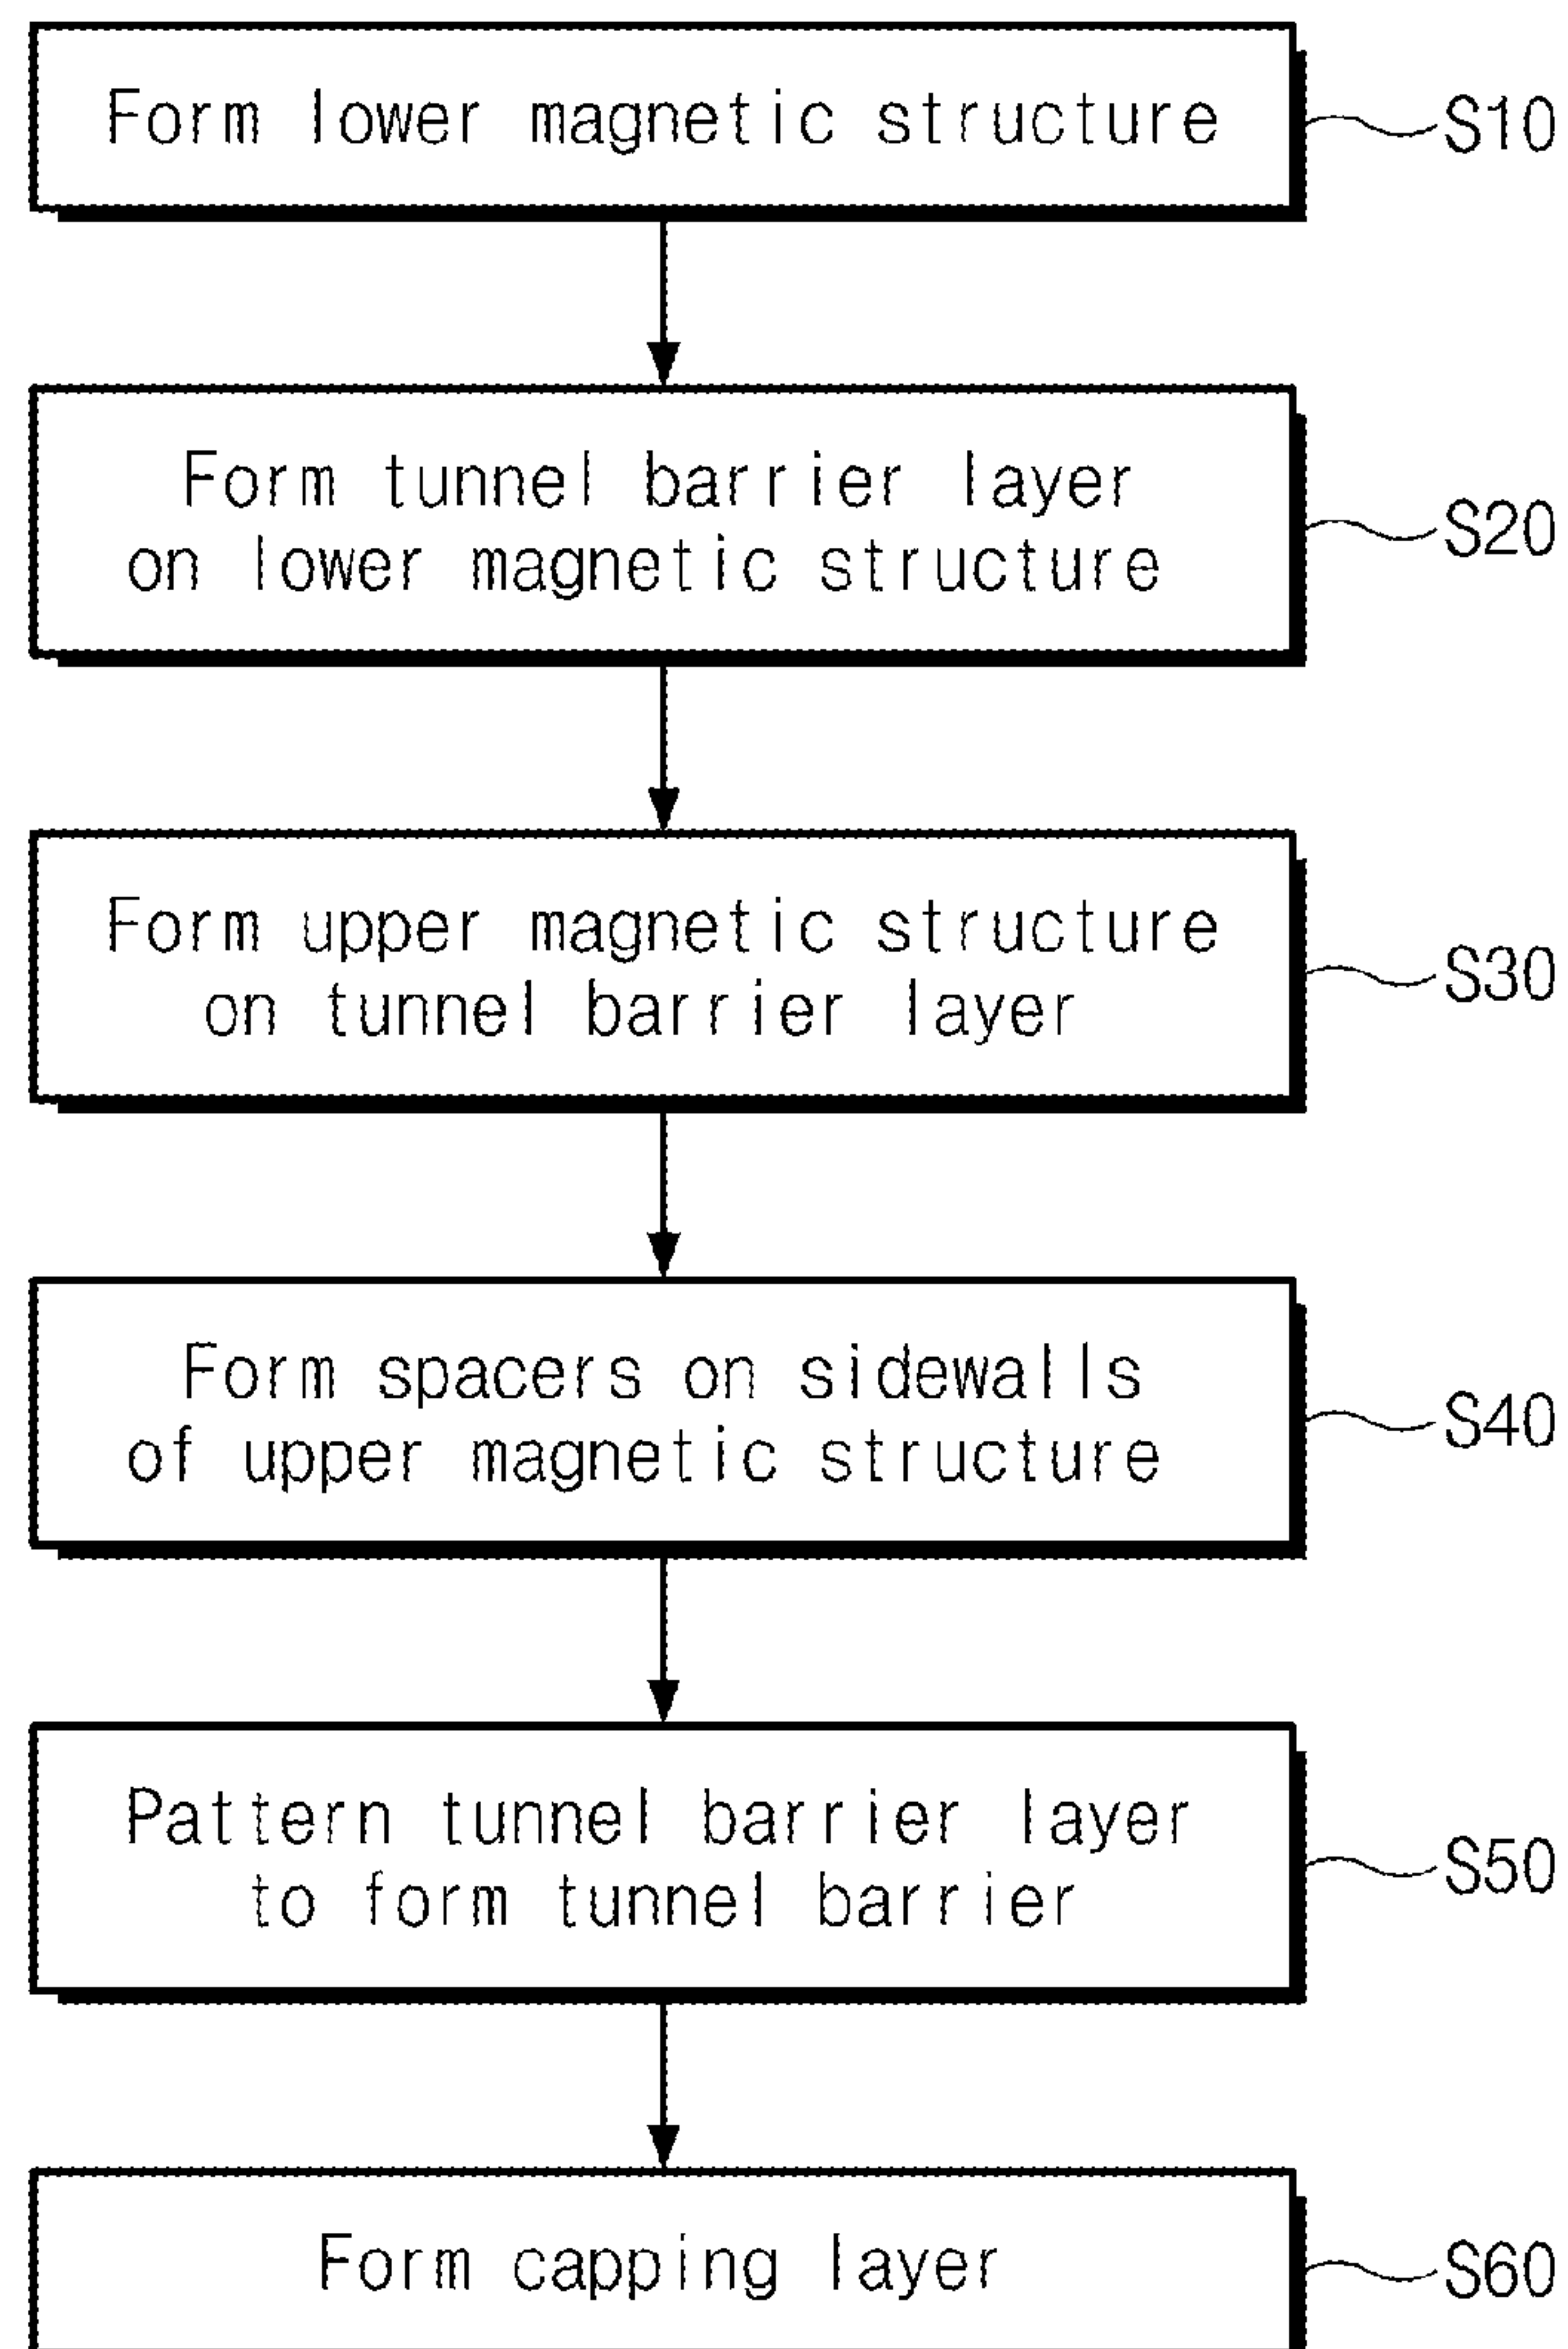 Form lower magnetic structure
S10
Form tunnel barrier layer
on lower magnetic structure
S20
Form upper magnetic structure
on tunnel barrier layer
S30
Form spacers on sidewalls
of upper magnetic structure
S40
Pattern tunnel barrier layer
to form tunnel barrier
S50
Form capping layer
S60